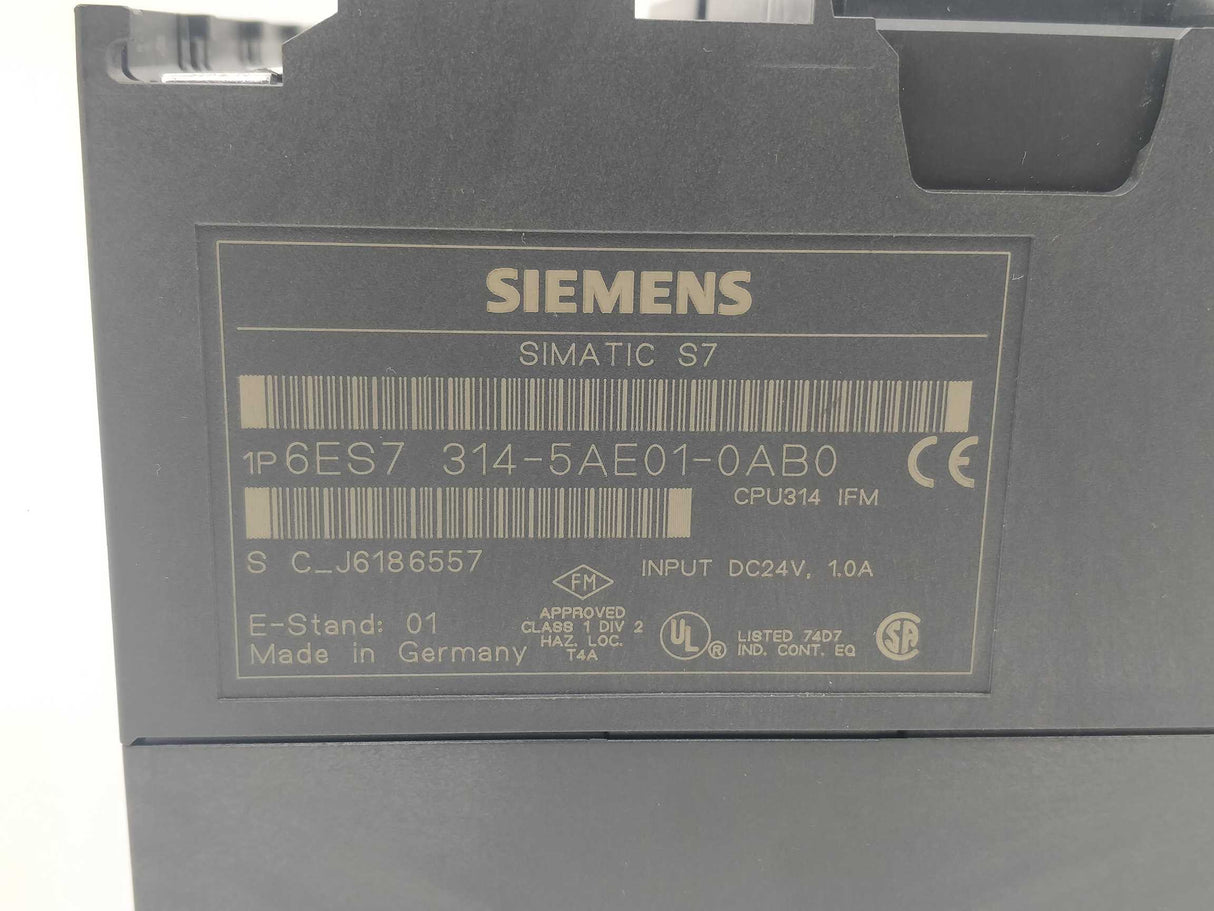 SIEMENS
SIMATIC S7
1P 6ES7 314-5AE01-0AB0
CE
CPU314 IFM
S C_J6186557
INPUT DC24V, 1.0A
FM
APPROVED
CLASS 1 DIV 2
HAZ. LOC.
T4A
E-Stand: 01
Made in Germany
UL ®
LISTED 74D7
IND. CONT. EQ
SA